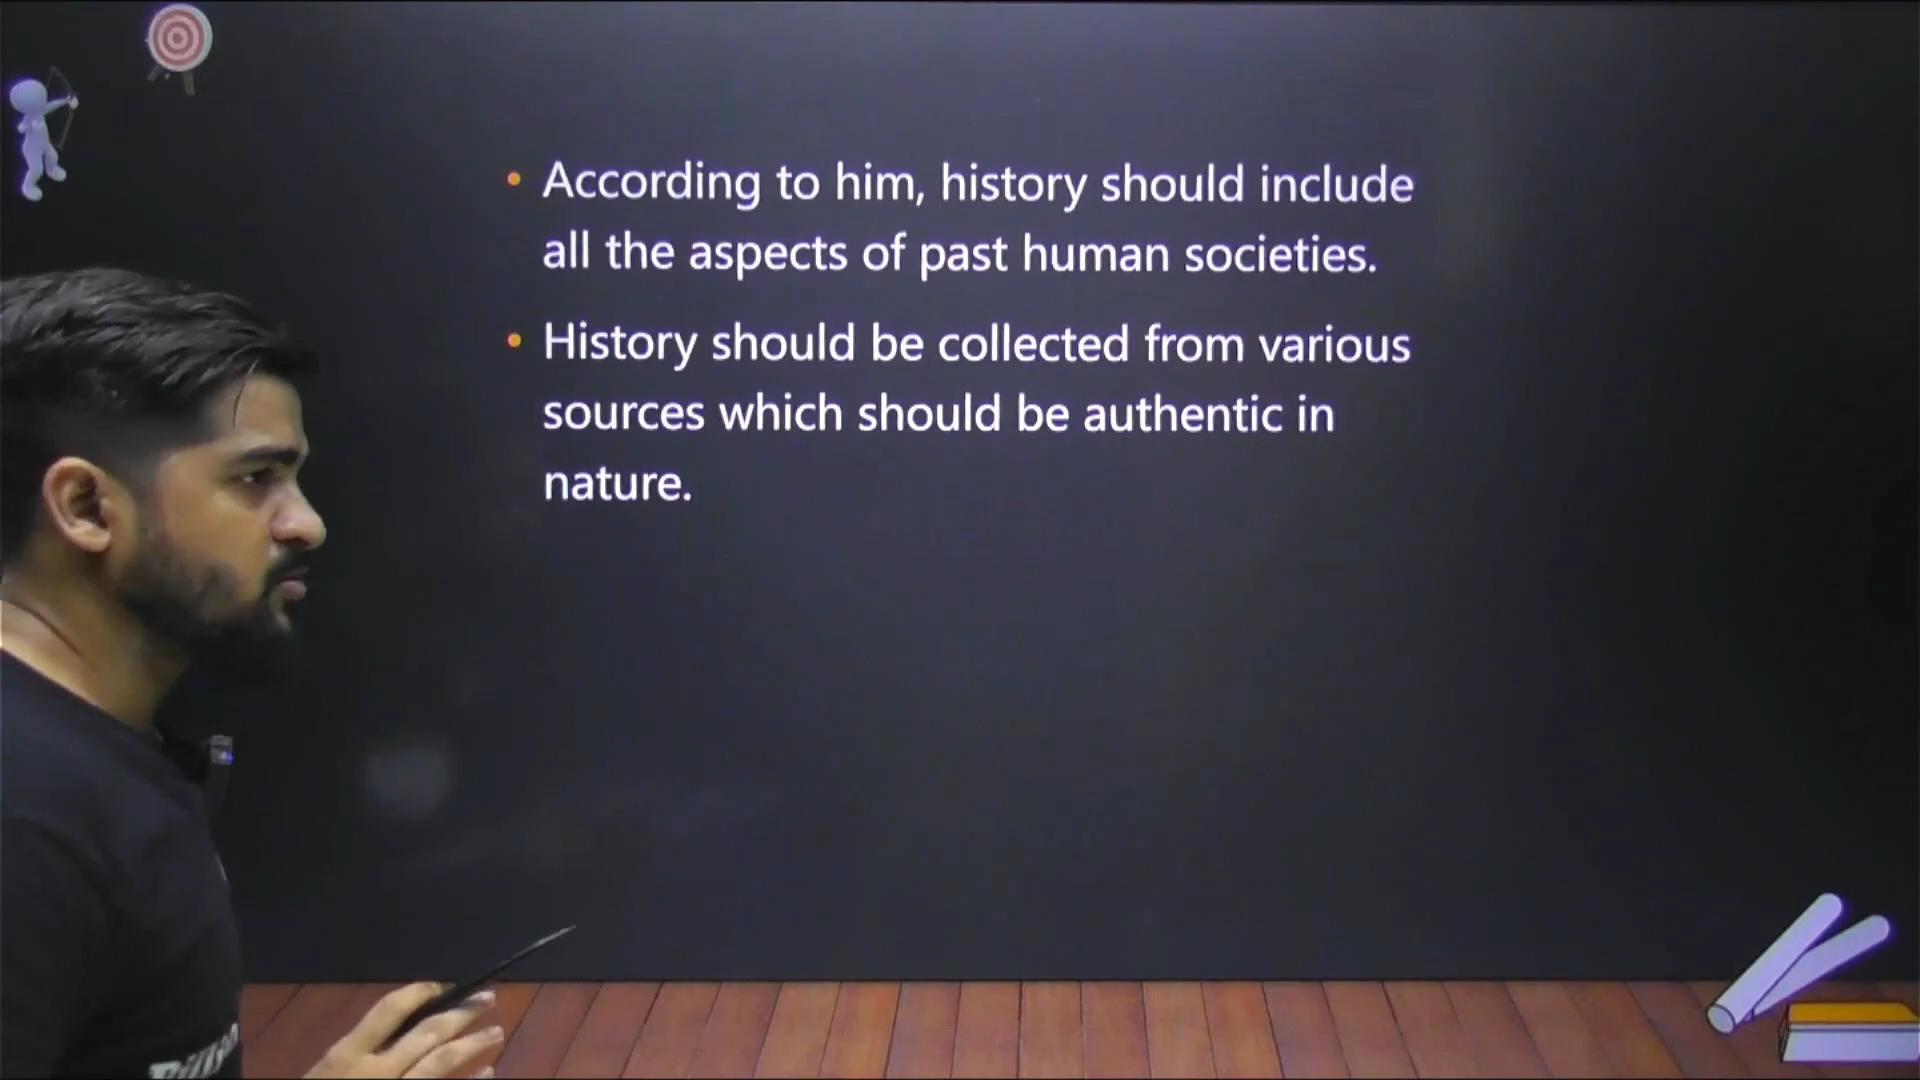 • According to him, history should include
all the aspects of past human societies.
• History should be collected from various
sources which should be authentic in
nature.